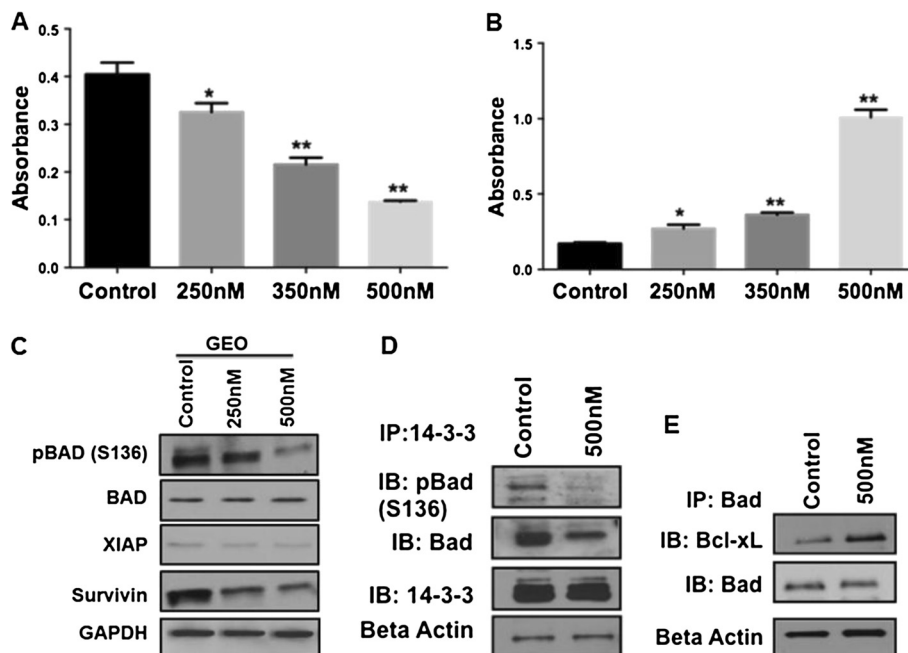 A
Absorbance
0.5
0.4
0.3
0.2
0.1
0.0
*
**
**
Control 250nM 350nM 500nM
B
Absorbance
1.5
1.0
0.5
0.0
*
**
**
Control 250nM 350nM 500nM
C
GEO
Control 250nM 500nM
pBAD (S136)
BAD
XIAP
Survivin
GAPDH
D
Control 500nM
IP:14-3-3
IB: pBad
(S136)
IB: Bad
IB: 14-3-3
Beta Actin
E
Control 500nM
IP: Bad
IB: Bcl-xL
IB: Bad
Beta Actin